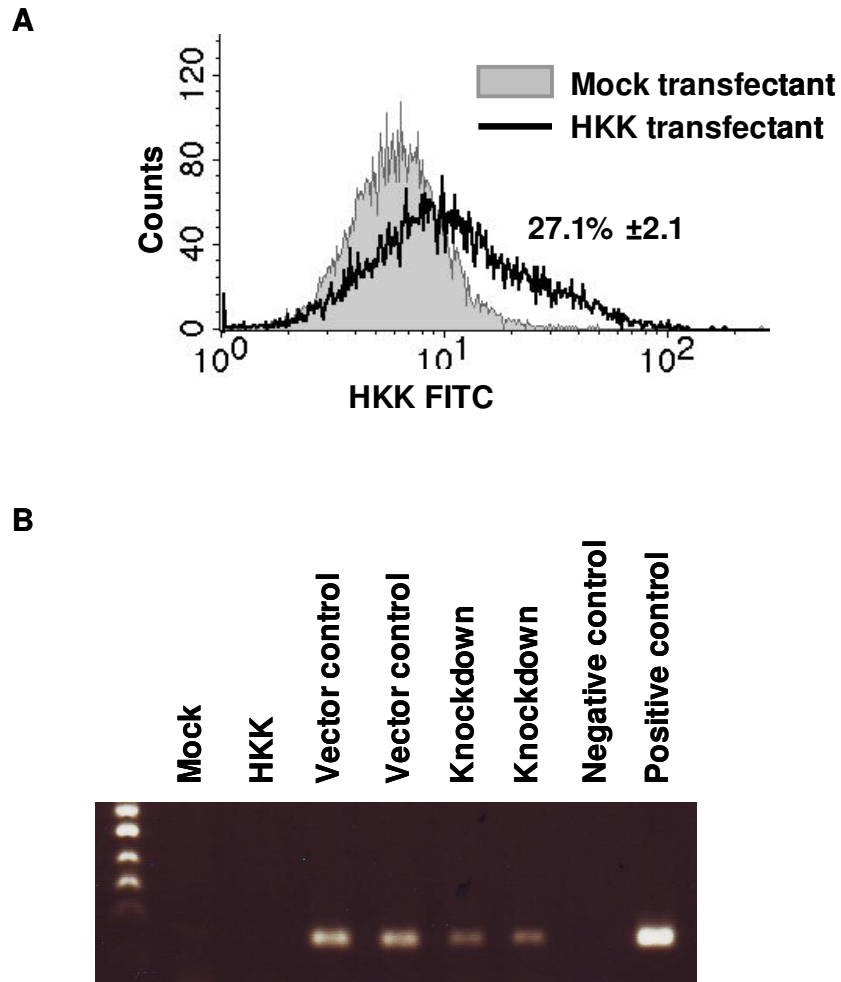 A
120
80
40
0
Counts
Mock transfectant
HKK transfectant
27.1% ±2.1
10⁰ 10¹ 10²
HKK FITC
B
Mock
HKK
Vector control
Vector control
Knockdown
Knockdown
Negative control
Positive control